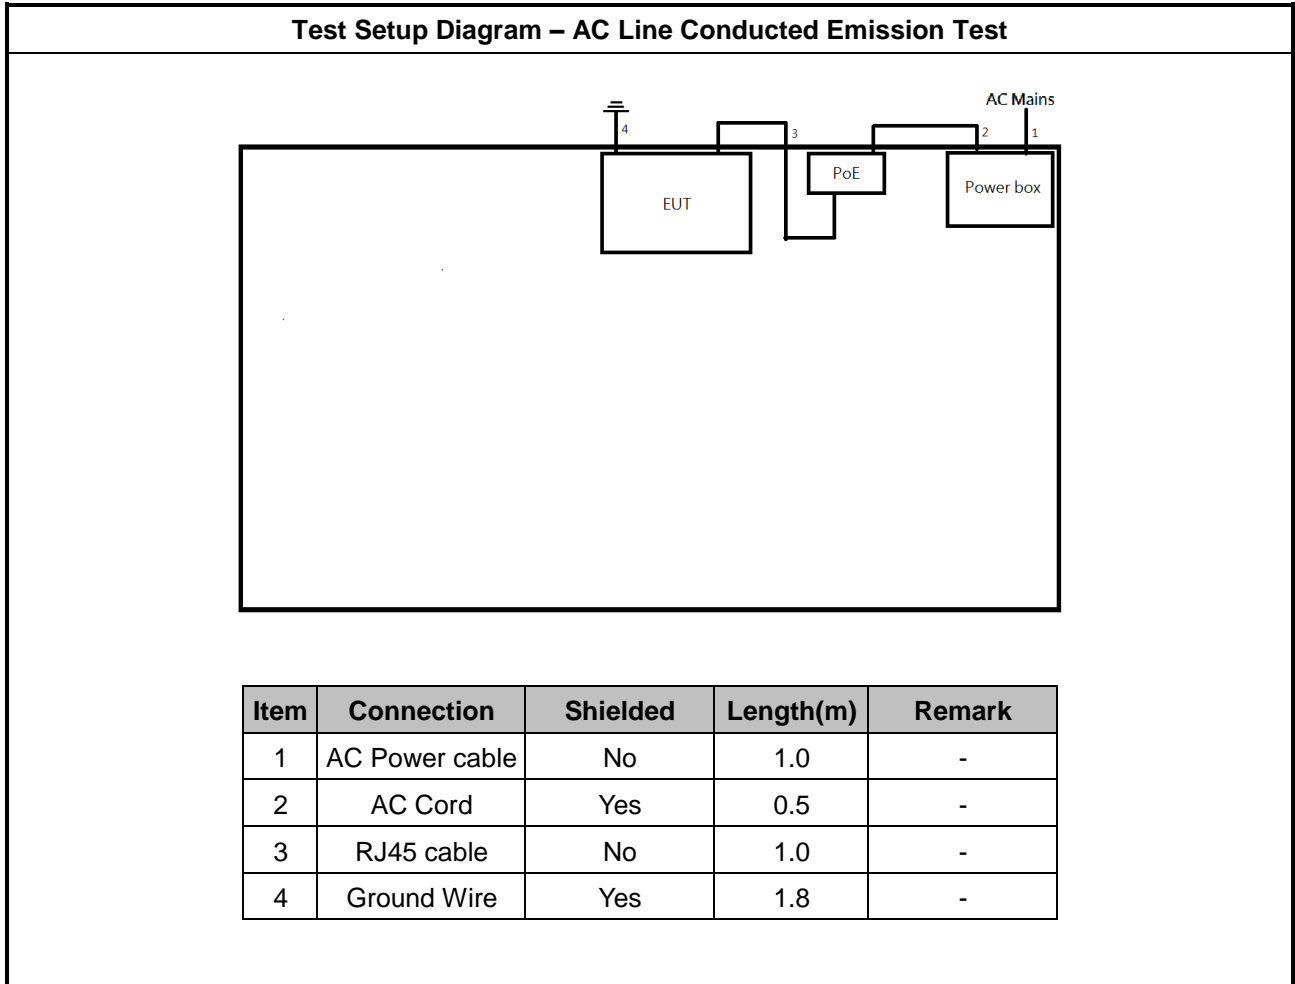 Test Setup Diagram – AC Line Conducted Emission Test
AC Mains
4
3
2
1
PoE
Power box
EUT
Item Connection Shielded Length(m) Remark
1 AC Power cable No 1.0 -
2 AC Cord Yes 0.5 -
3 RJ45 cable No 1.0 -
4 Ground Wire Yes 1.8 -